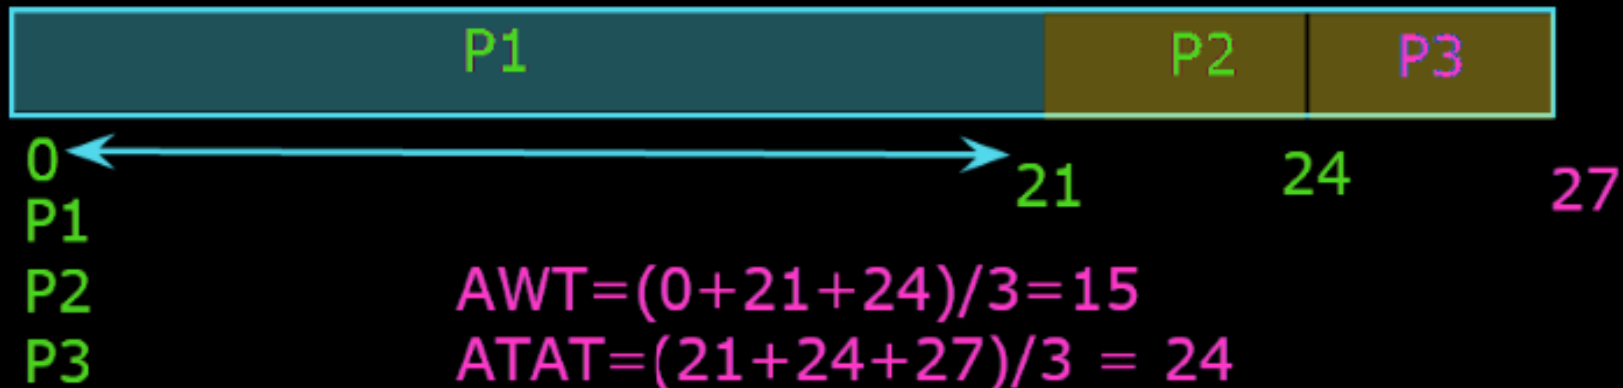 P1 P2 P3
0 21 24 27
P1
P2 AWT=(0+21+24)/3=15
P3 ATAT=(21+24+27)/3 = 24